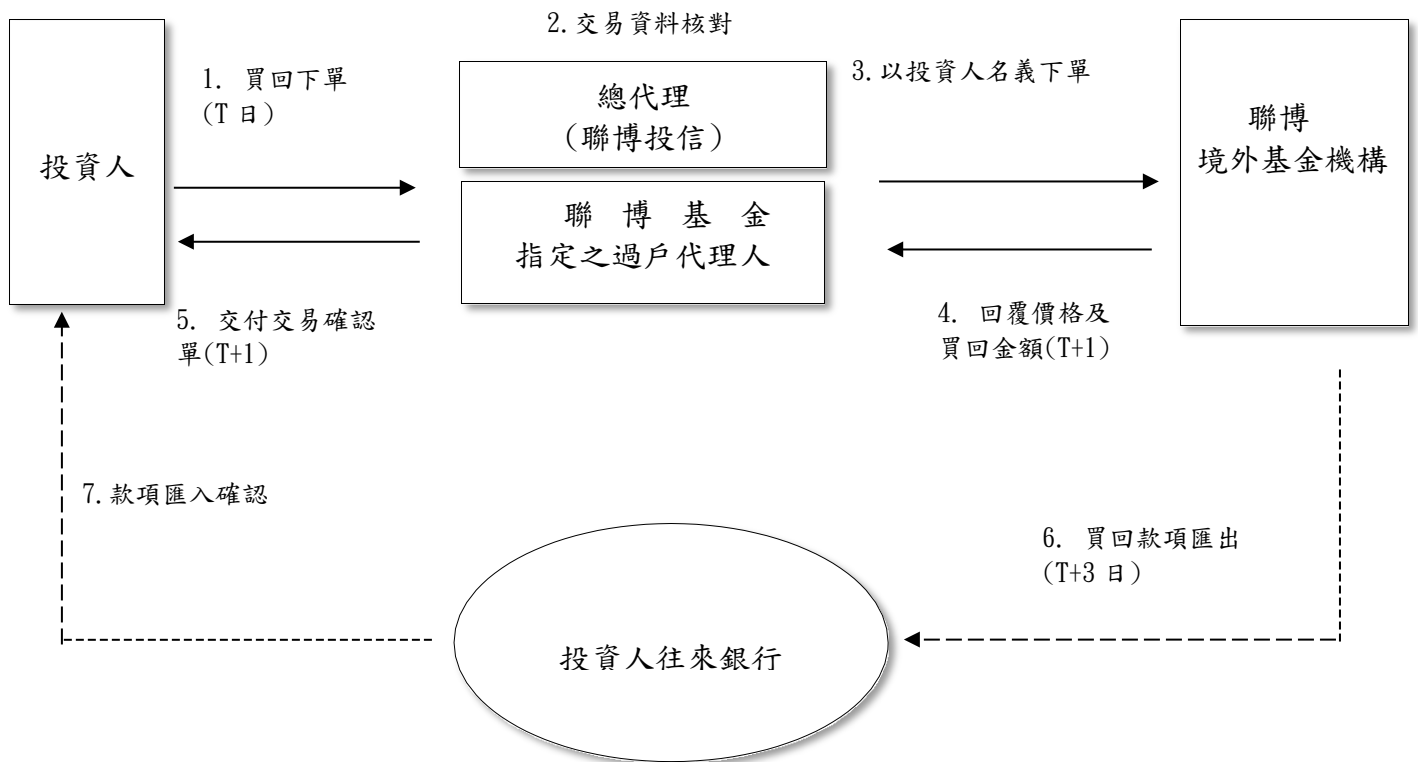 2.交易資料核對
1. 買回下單
(T 日)
3.以投資人名義下單
總代理
(聯博投信)
投資人
聯博
境外基金機構
聯 博 基 金
指定之過戶代理人
5. 交付交易確認
單(T+1)
4. 回覆價格及
買回金額(T+1)
7.款項匯入確認
6. 買回款項匯出
(T+3 日)
投資人往來銀行